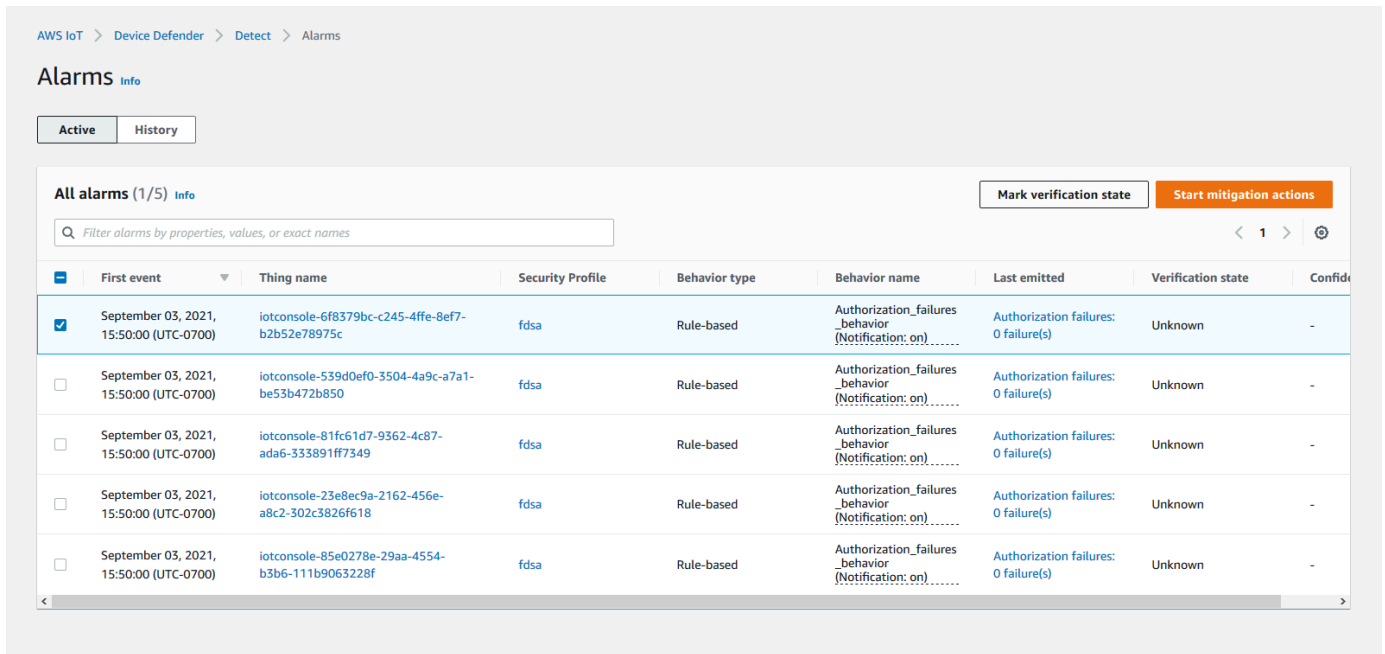 AWS IoT > Device Defender > Detect > Alarms
Alarms Info
Active History
All alarms (1/5) Info
Mark verification state Start mitigation actions
Filter alarms by properties, values, or exact names
< 1 >
First event Thing name Security Profile Behavior type Behavior name Last emitted Verification state Confide
September 03, 2021, iotconsole-6f8379bc-c245-4ffe-8ef7- Authorization_failures Authorization failures:
15:50:00 (UTC-0700) b2b52e78975c fdsa Rule-based _behavior 0 failure(s) Unknown -
(Notification: on)
September 03, 2021, iotconsole-539d0ef0-3504-4a9c-a7a1- Authorization_failures Authorization failures:
15:50:00 (UTC-0700) be53b472b850 fdsa Rule-based _behavior 0 failure(s) Unknown -
(Notification: on)
September 03, 2021, iotconsole-81fc61d7-9362-4c87- Authorization_failures Authorization failures:
15:50:00 (UTC-0700) ada6-333891ff7349 fdsa Rule-based _behavior 0 failure(s) Unknown -
(Notification: on)
September 03, 2021, iotconsole-23e8ec9a-2162-456e- Authorization_failures Authorization failures:
15:50:00 (UTC-0700) a8c2-302c3826f618 fdsa Rule-based _behavior 0 failure(s) Unknown -
(Notification: on)
September 03, 2021, iotconsole-85e0278e-29aa-4554- Authorization_failures Authorization failures:
15:50:00 (UTC-0700) b3b6-111b9063228f fdsa Rule-based _behavior 0 failure(s) Unknown -
(Notification: on)